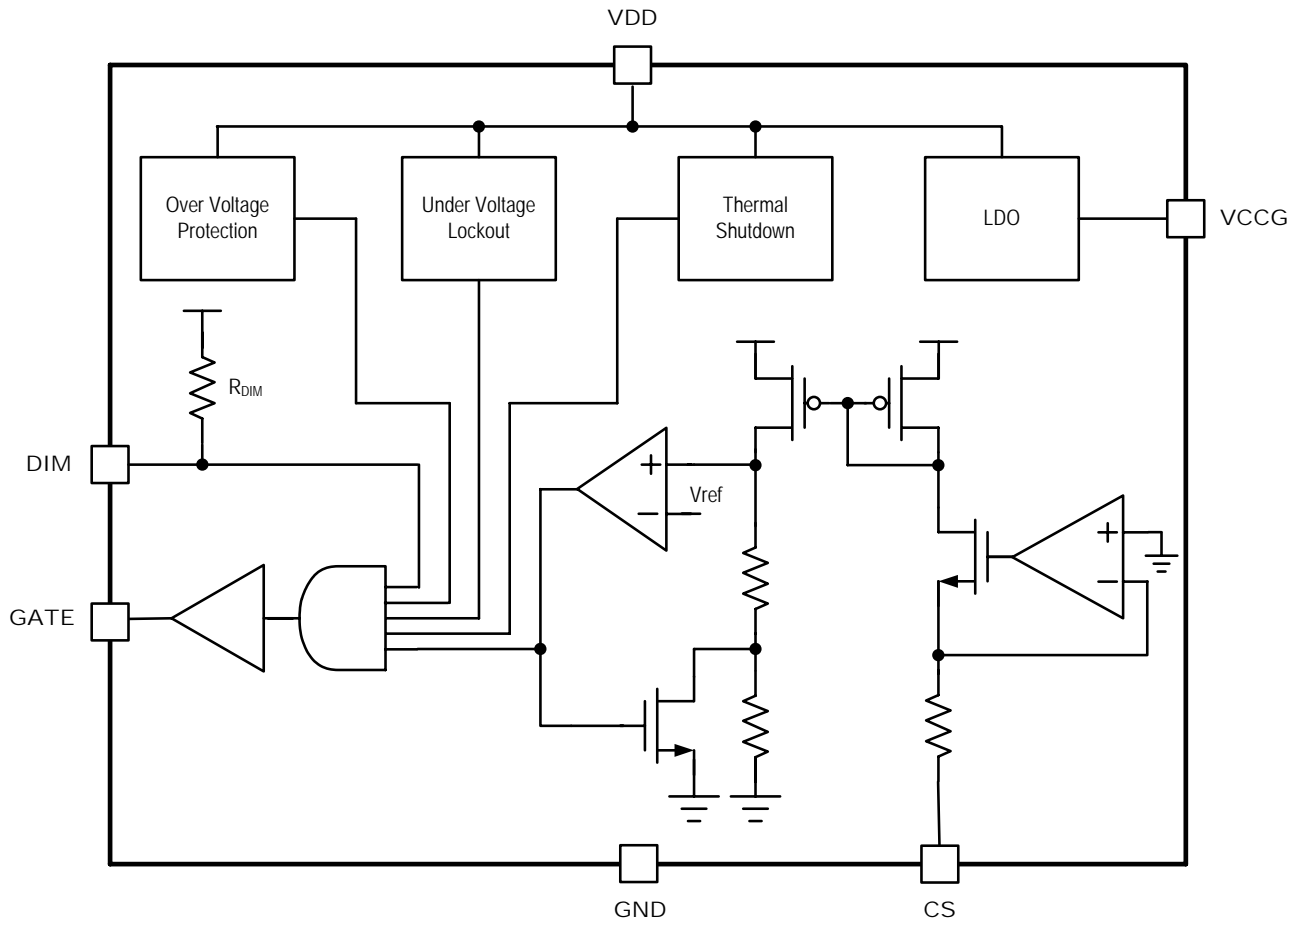 VDD
Over Voltage
Protection
Under Voltage
Lockout
Thermal
Shutdown
LDO
VCCG
RDIM
DIM
+
Vref
−
+
−
GATE
GND
CS